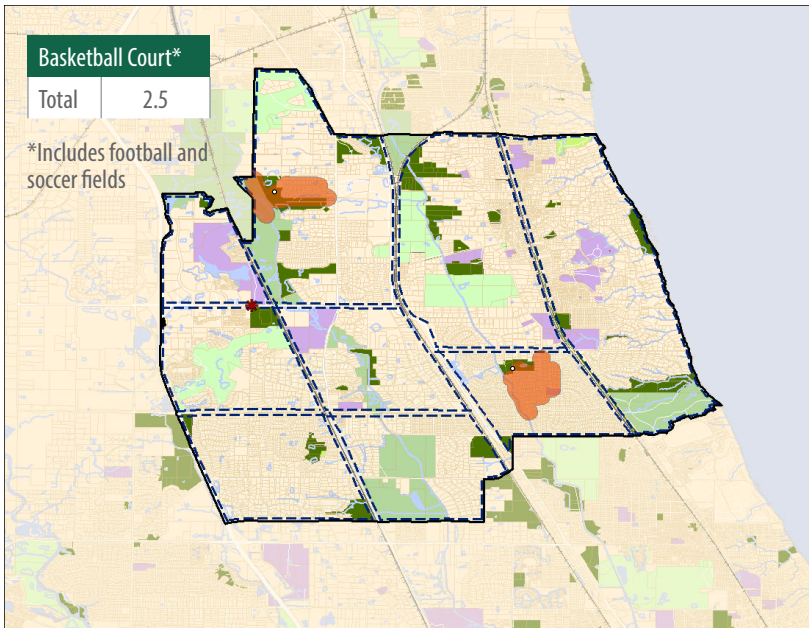 Basketball Court*
Total 2.5
*Includes football and
soccer fields